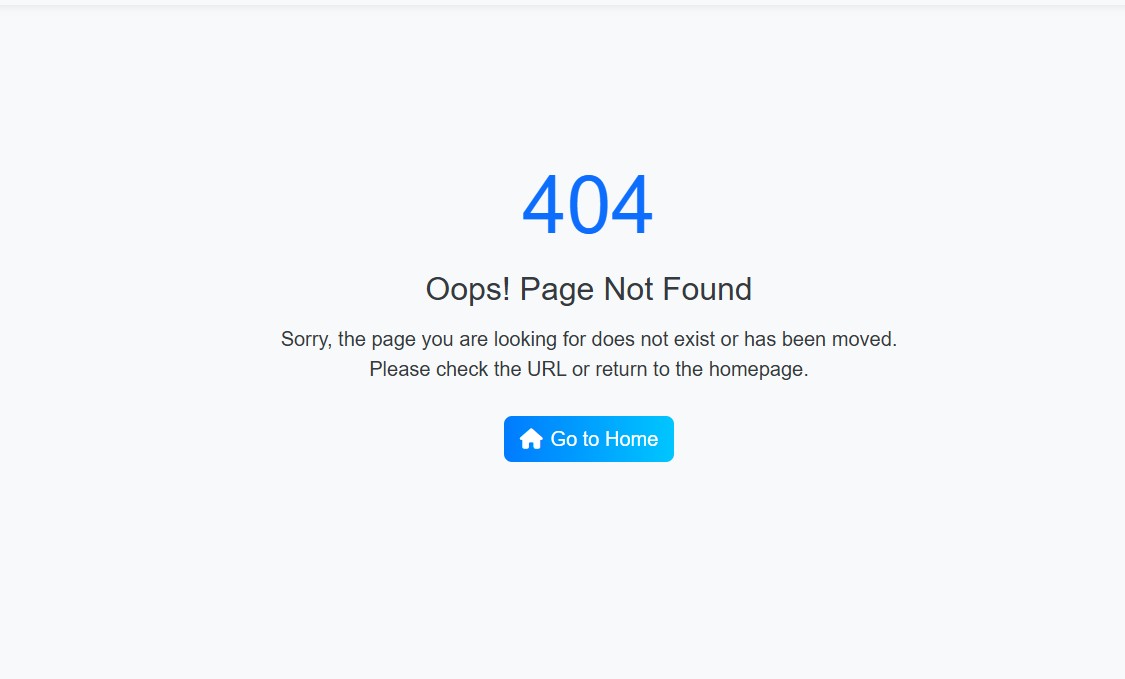 404
Oops! Page Not Found
Sorry, the page you are looking for does not exist or has been moved.
Please check the URL or return to the homepage.
Go to Home